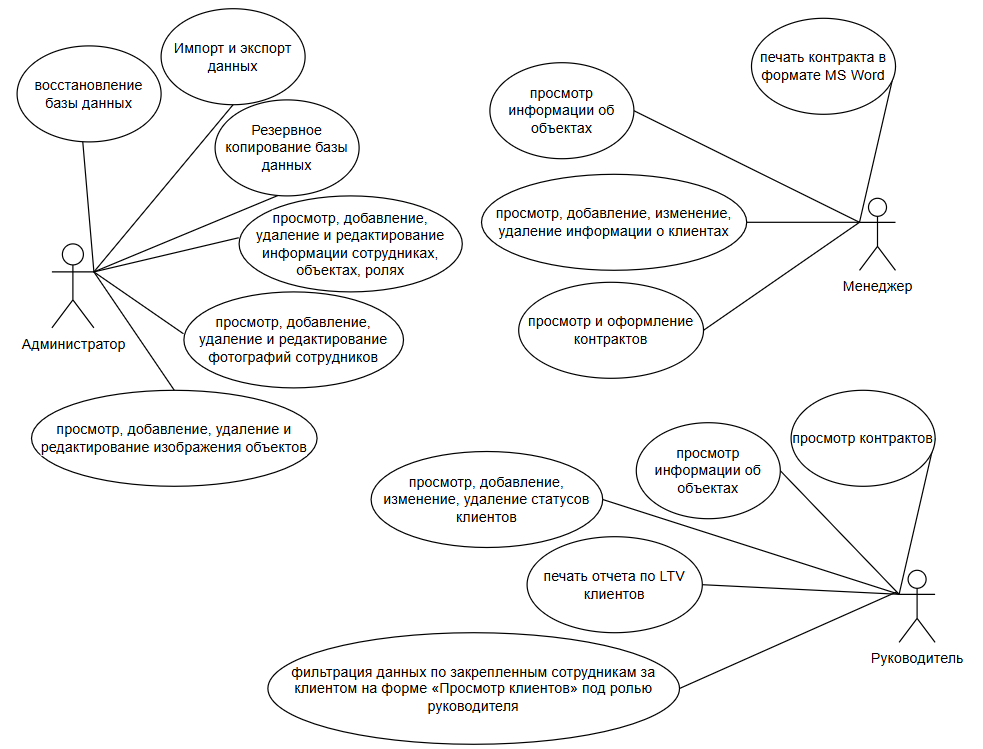 Импорт и экспорт
данных
восстановление
базы данных
Резервное
копирование базы
данных
просмотр, добавление,
удаление и редактирование
информации сотрудниках,
объектах, ролях
Администратор
просмотр, добавление,
удаление и редактирование
фотографий сотрудников
просмотр, добавление, удаление и
редактирование изображения объектов
печать контракта в
формате MS Word
просмотр
информации об
объектах
просмотр, добавление, изменение,
удаление информации о клиентах
Менеджер
просмотр и оформление
контрактов
просмотр контрактов
просмотр
информации об
объектах
просмотр, добавление,
изменение, удаление статусов
клиентов
печать отчета по LTV
клиентов
Руководитель
фильтрация данных по закрепленным сотрудникам за
клиентом на форме «Просмотр клиентов» под ролью
руководителя